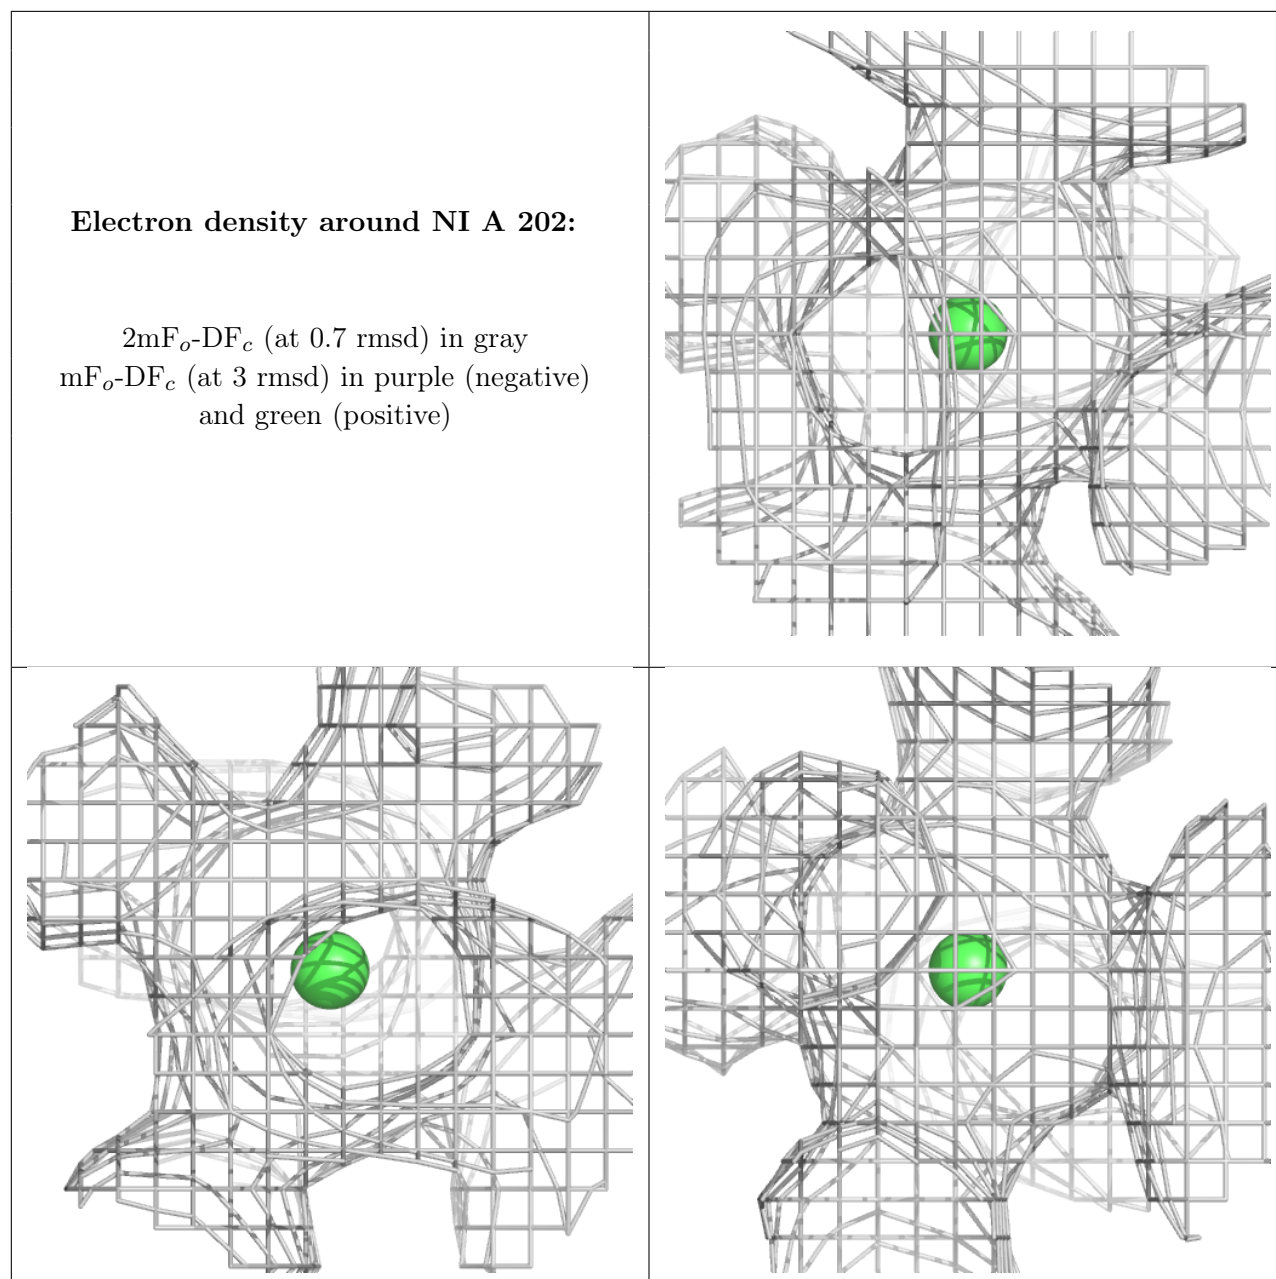 Electron density around NI A 202:
2mFo-DFc (at 0.7 rmsd) in gray
mFo-DFc (at 3 rmsd) in purple (negative)
and green (positive)